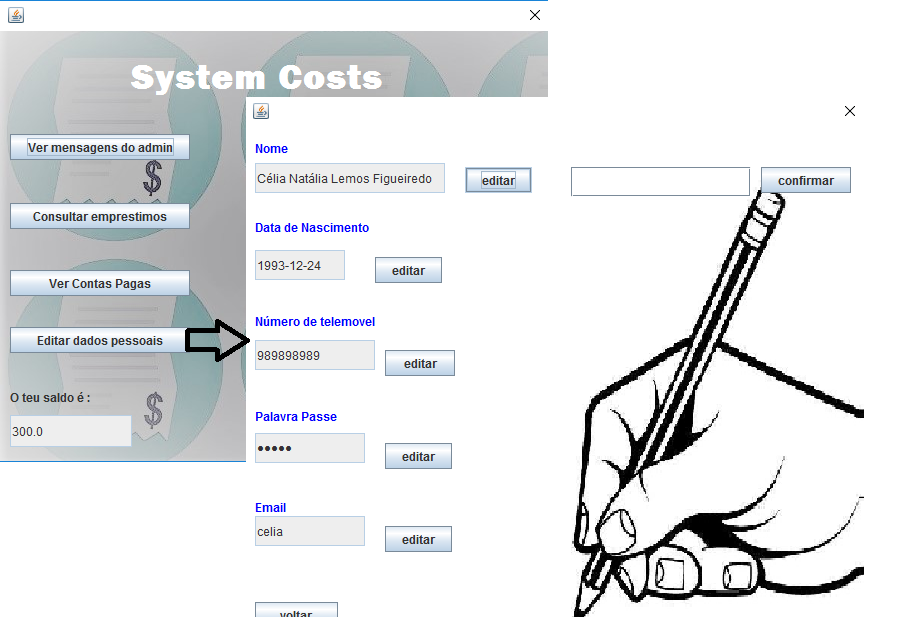 System Costs
Ver mensagens do admin
Consultar emprestimos
Ver Contas Pagas
Editar dados pessoais
O teu saldo é :
300.0
Nome
Célia Natália Lemos Figueiredo
editar
confirmar
Data de Nascimento
1993-12-24
editar
Número de telemovel
989898989
editar
Palavra Passe
•••••
editar
Email
celia
editar
voltar